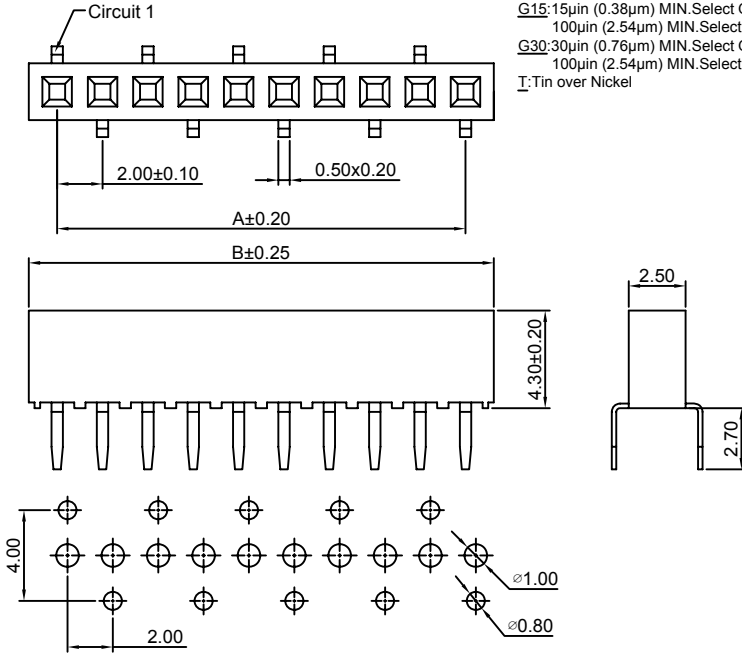 Circuit 1
G15:15µin (0.38µm) MIN.Select
100µin (2.54µm) MIN.Select
G30:30µin (0.76µm) MIN.Select
100µin (2.54µm) MIN.Select
T:Tin over Nickel
2.00±0.10
0.50x0.20
A±0.20
B±0.25
2.50
4.30±0.20
2.70
4.00
⌀1.00
⌀0.80
2.00